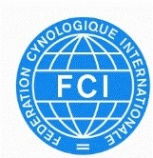 FEDERATION CYNOLOGIQUE INTERNATIONALE
FCI